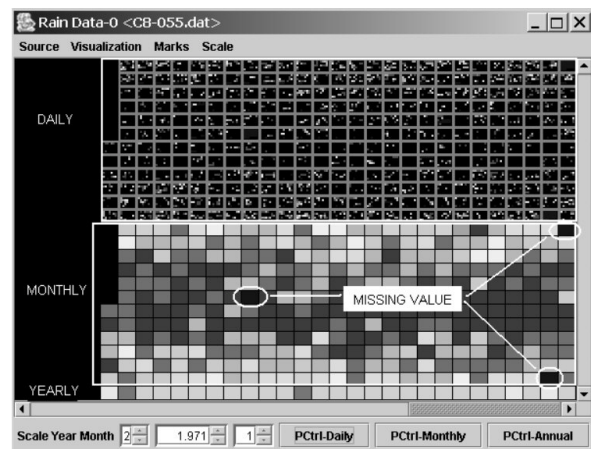 Rain Data-0 <C8-055.dat>
Source Visualization Marks Scale
DAILY
MONTHLY
MISSING VALUE
YEARLY
Scale Year Month 2 1.971 1 PCtrl-Daily PCtrl-Monthly PCtrl-Annual